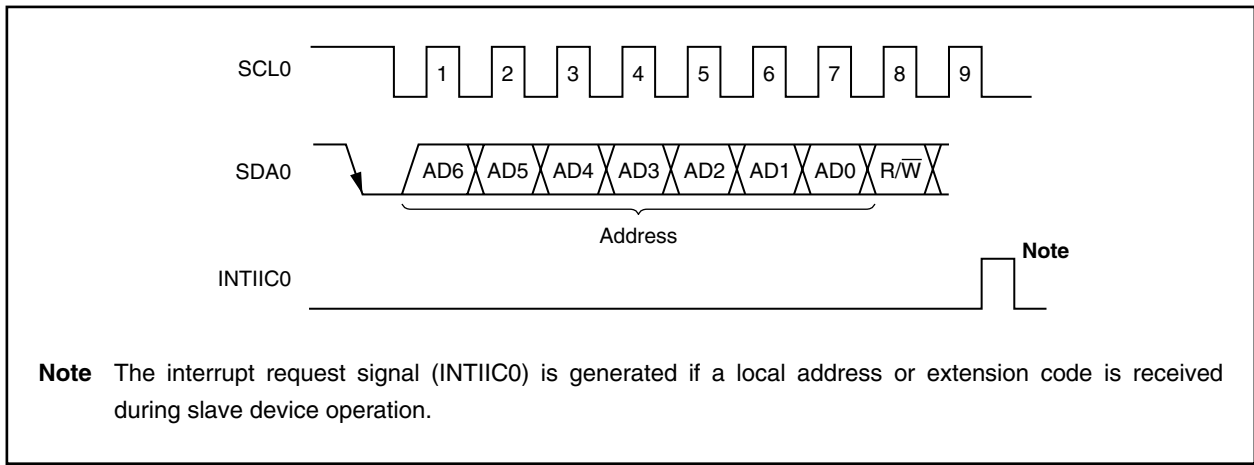 SCL0
1 2 3 4 5 6 7 8 9
SDA0
AD6 AD5 AD4 AD3 AD2 AD1 AD0 R/W̅
Address
Note
INTIIC0
Note The interrupt request signal (INTIIC0) is generated if a local address or extension code is received
during slave device operation.